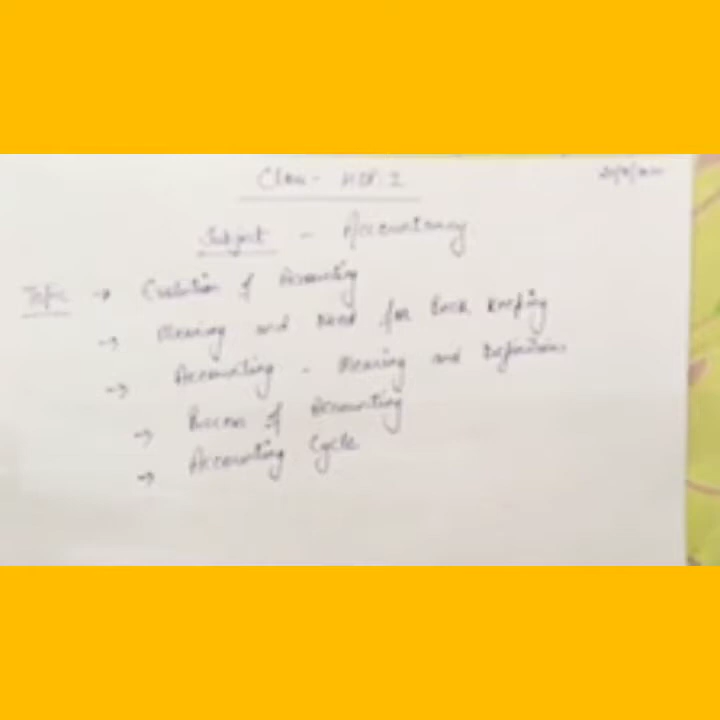 Class -
Subject - Accountancy
Topic → Evolution of Accounting
→ Meaning and Need for Book Keeping
→ Accounting - Meaning and Definitions
→ Process of Accounting
→ Accounting Cycle